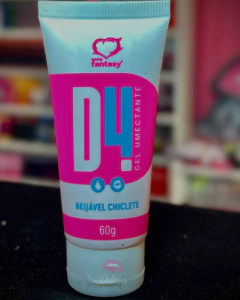 fantasy
D4.
GEL UMECTANTE
BEIJÁVEL CHICLETE
60g